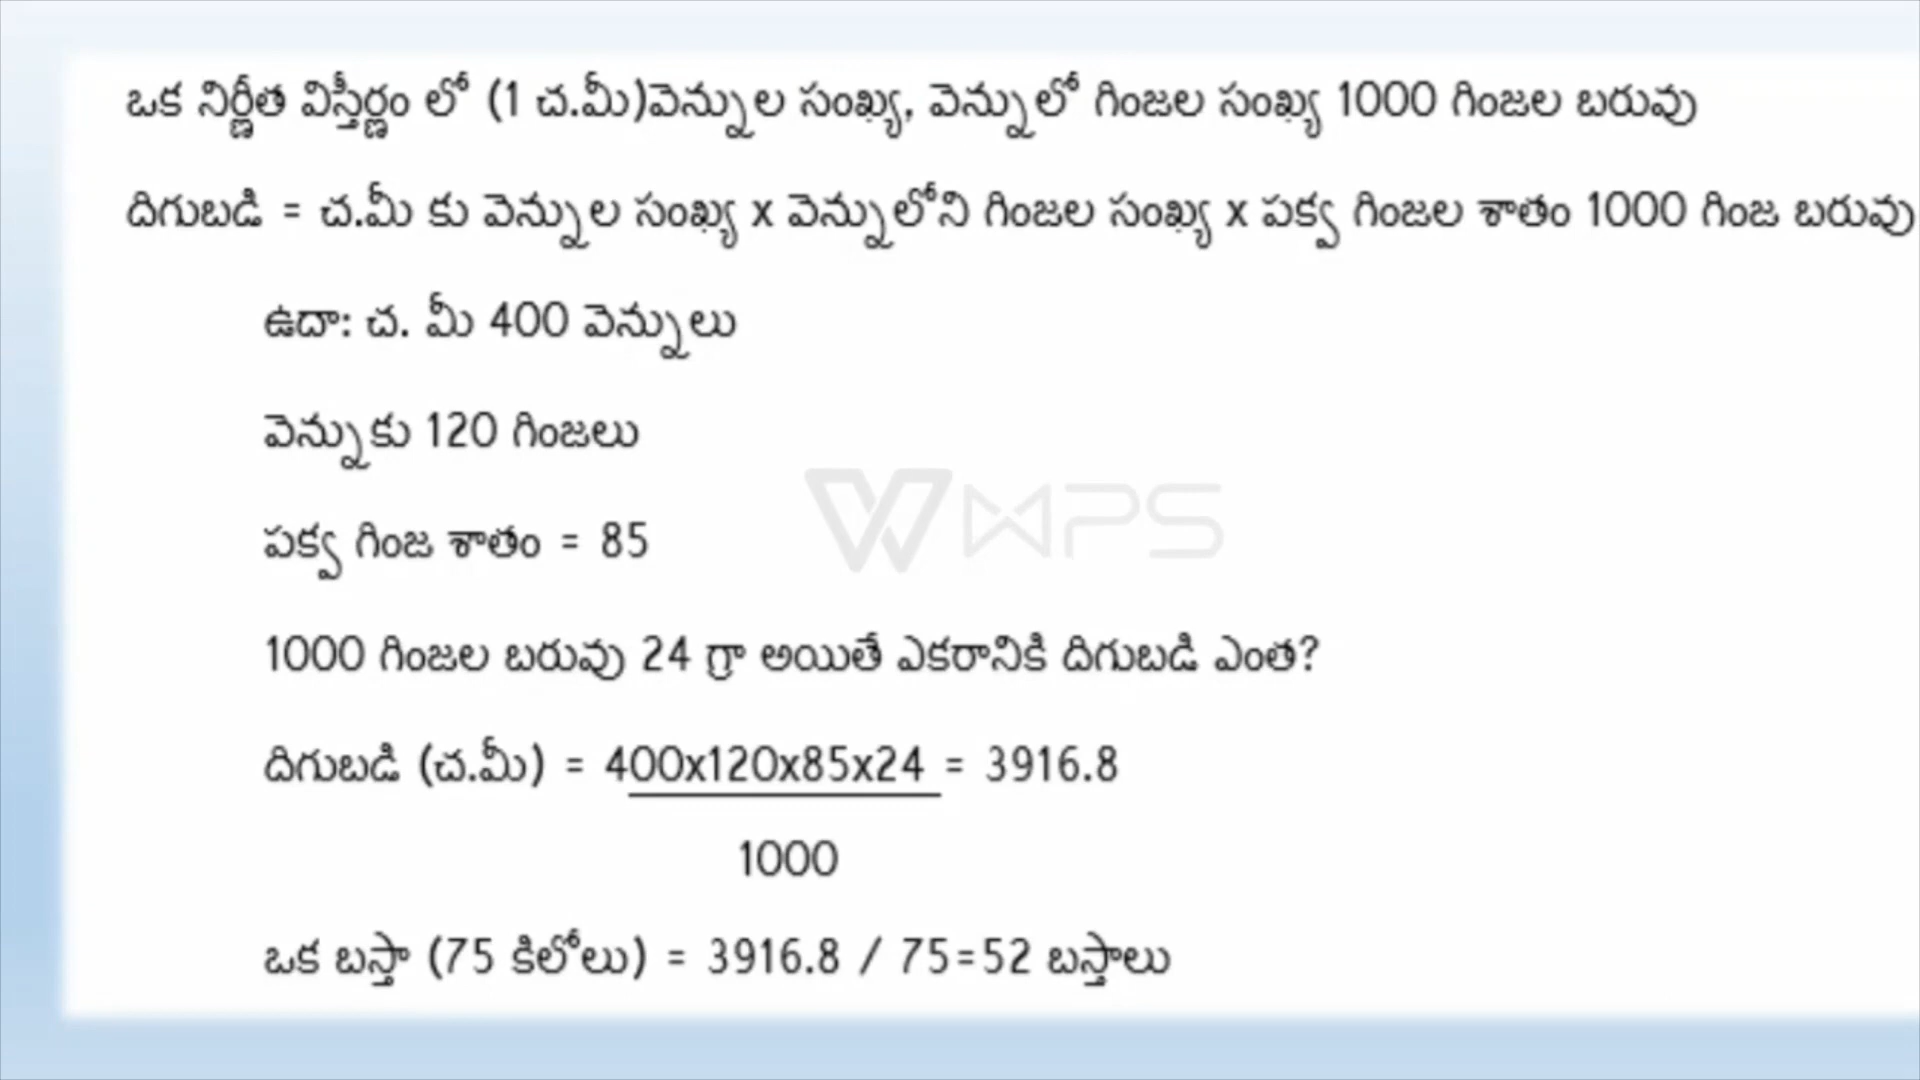 ఒక నిర్ణీత విస్తీర్ణం లో (1 చ.మీ)వెన్నుల సంఖ్య, వెన్నులో గింజల సంఖ్య 1000 గింజల బరువు
దిగుబడి = చ.మీ కు వెన్నుల సంఖ్య x వెన్నులోని గింజల సంఖ్య x పక్వ గింజల శాతం 1000 గింజ బరువు
ఉదా: చ. మీ 400 వెన్నులు
వెన్నుకు 120 గింజలు
WPS
పక్వ గింజ శాతం = 85
1000 గింజల బరువు 24 గ్రా అయితే ఎకరానికి దిగుబడి ఎంత?
దిగుబడి (చ.మీ) = 400x120x85x24 = 3916.8
1000
ఒక బస్తా (75 కిలోలు) = 3916.8 / 75=52 బస్తాలు